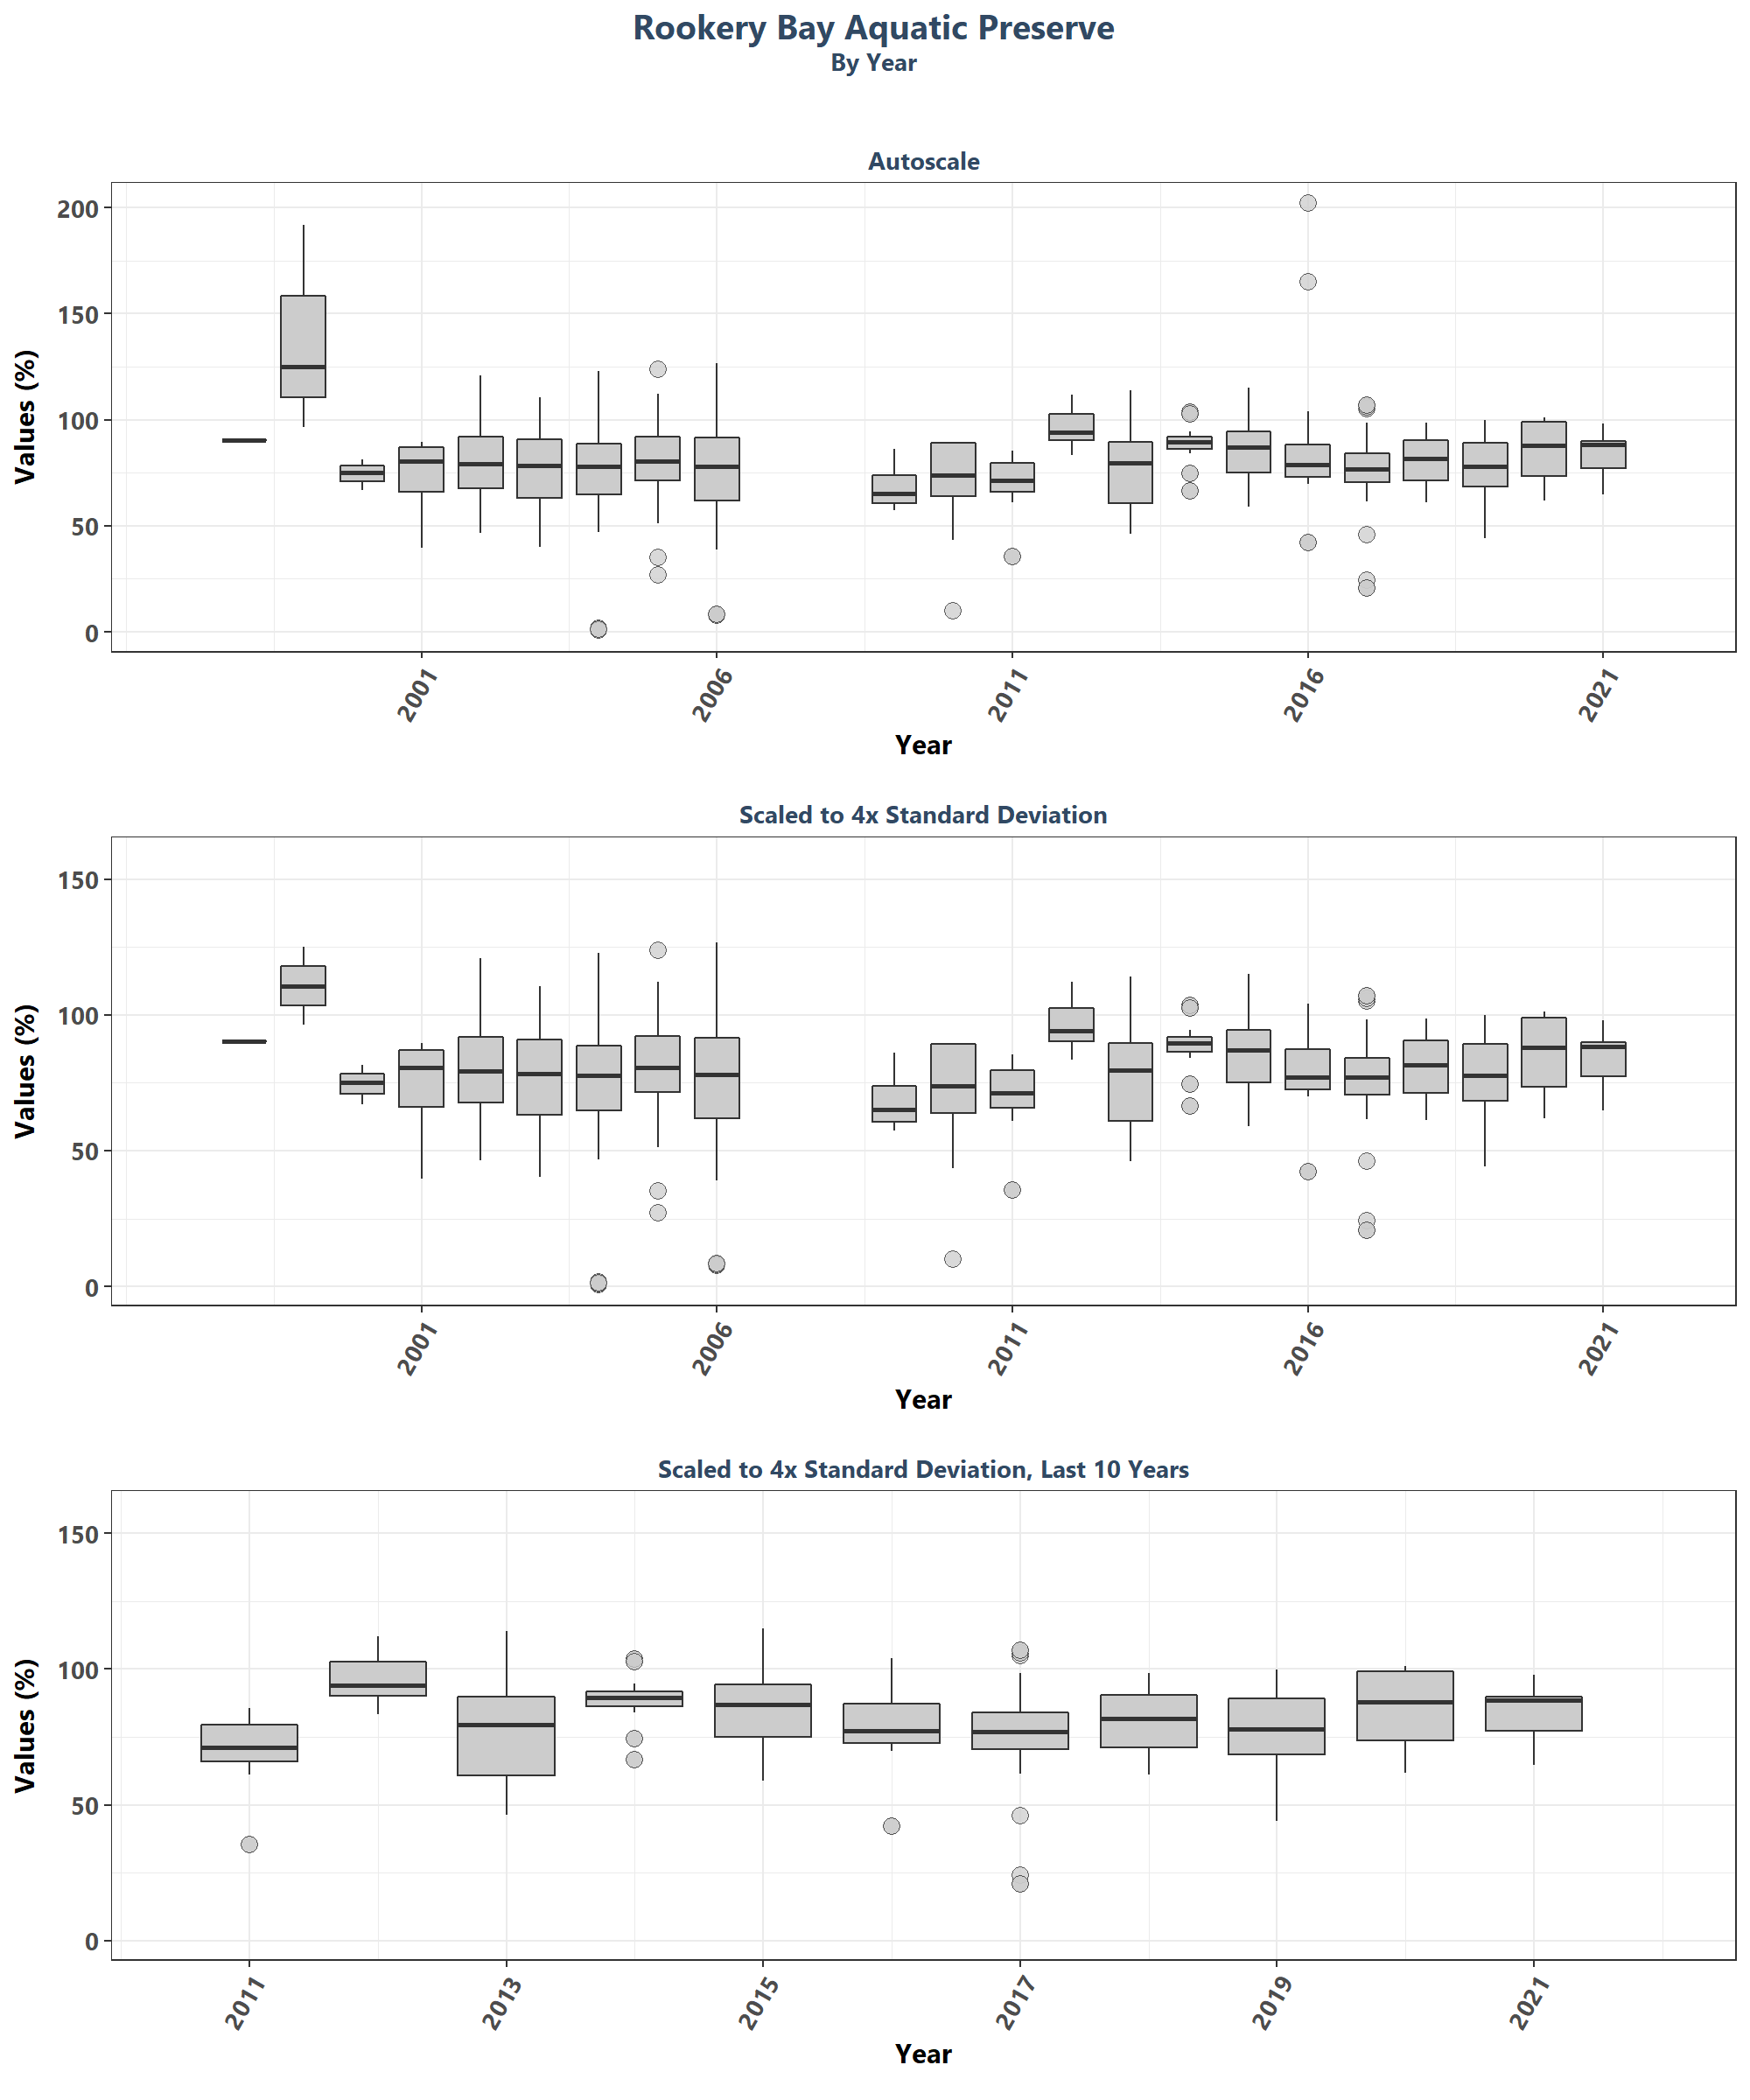 Rookery Bay Aquatic Preserve
By Year
Autoscale
Values (%)
200
150
100
50
0
2001 2006 2011 2016 2021
Year
Scaled to 4x Standard Deviation
Values (%)
150
100
50
0
2001 2006 2011 2016 2021
Year
Scaled to 4x Standard Deviation, Last 10 Years
Values (%)
150
100
50
0
2011 2013 2015 2017 2019 2021
Year